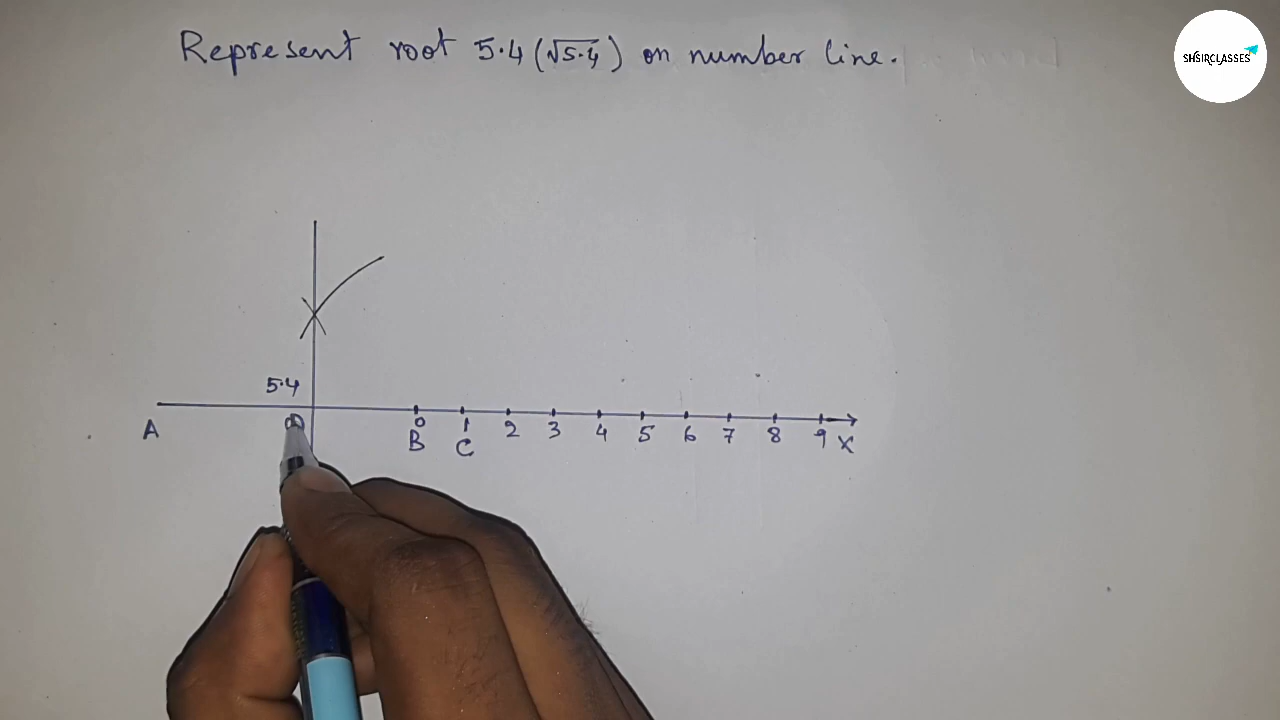 Represent root 5.4 (√5.4) on number line.
SHSIRCLASSES
5.4
A
0 1 2 3 4 5 6 7 8 9 X
B C